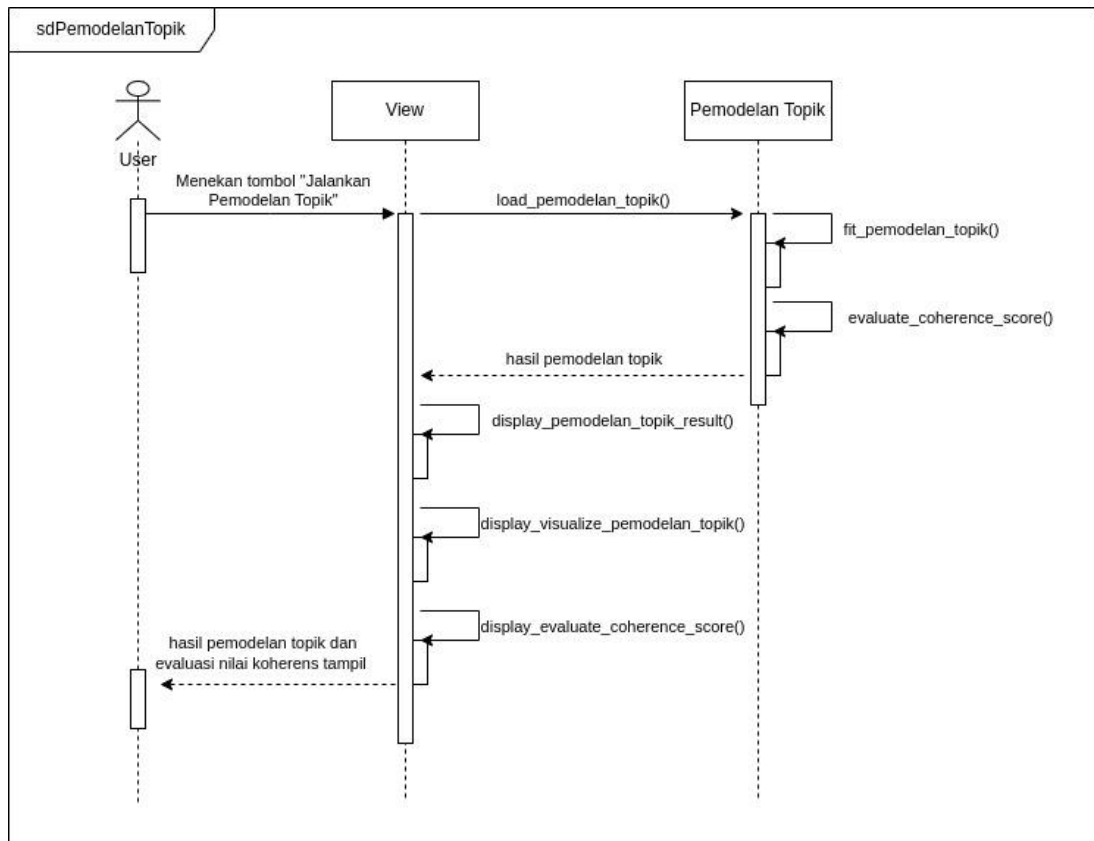 sdPemodelanTopik
View
Pemodelan Topik
User
Menekan tombol "Jalankan
Pemodelan Topik"
load_pemodelan_topik()
fit_pemodelan_topik()
evaluate_coherence_score()
hasil pemodelan topik
display_pemodelan_topik_result()
display_visualize_pemodelan_topik()
display_evaluate_coherence_score()
hasil pemodelan topik dan
evaluasi nilai koherens tampil